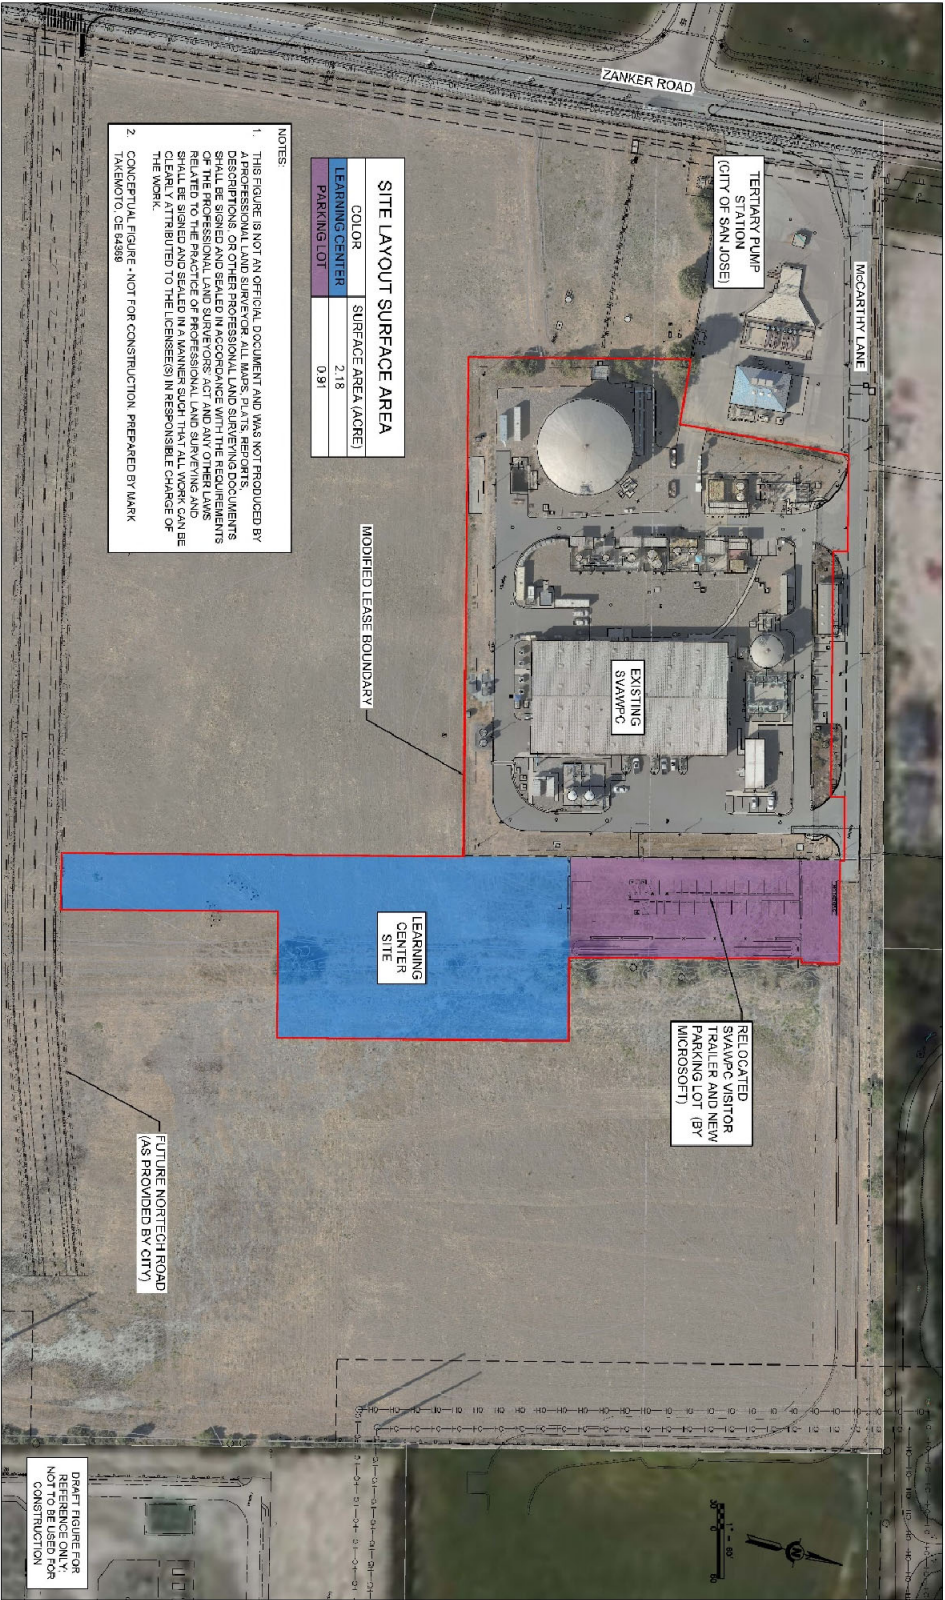 ZANKER ROAD
McCARTHY LANE
TERTIARY PUMP
STATION
(CITY OF SAN JOSE)
SITE LAYOUT SURFACE AREA
COLOR SURFACE AREA (ACRE)
LEARNING CENTER 2.18
PARKING LOT 0.91
NOTES:
1. THIS FIGURE IS NOT AN OFFICIAL DOCUMENT AND WAS NOT PRODUCED BY
A PROFESSIONAL LAND SURVEYOR. ALL MAPS, PLATS, REPORTS,
DESCRIPTIONS, OR OTHER PROFESSIONAL LAND SURVEYING DOCUMENTS
SHALL BE SIGNED AND SEALED IN ACCORDANCE WITH THE REQUIREMENTS
OF THE PROFESSIONAL LAND SURVEYORS' ACT AND ANY OTHER LAWS
RELATED TO THE PRACTICE OF PROFESSIONAL LAND SURVEYING AND
SHALL BE SIGNED AND SEALED IN A MANNER SUCH THAT ALL WORK CAN BE
CLEARLY ATTRIBUTED TO THE LICENSEE(S) IN RESPONSIBLE CHARGE OF
THE WORK.
2. CONCEPTUAL FIGURE - NOT FOR CONSTRUCTION. PREPARED BY MARK
TAKEMOTO, CE 64369
EXISTING
SVAWPC
MODIFIED LEASE BOUNDARY
LEARNING
CENTER
SITE
RELOCATED
SVAWPC VISITOR
TRAILER AND NEW
PARKING LOT (BY
MICROSOFT)
FUTURE NORTECH ROAD
(AS PROVIDED BY CITY)
N
DRAFT FIGURE FOR
REFERENCE ONLY;
NOT TO BE USED FOR
CONSTRUCTION